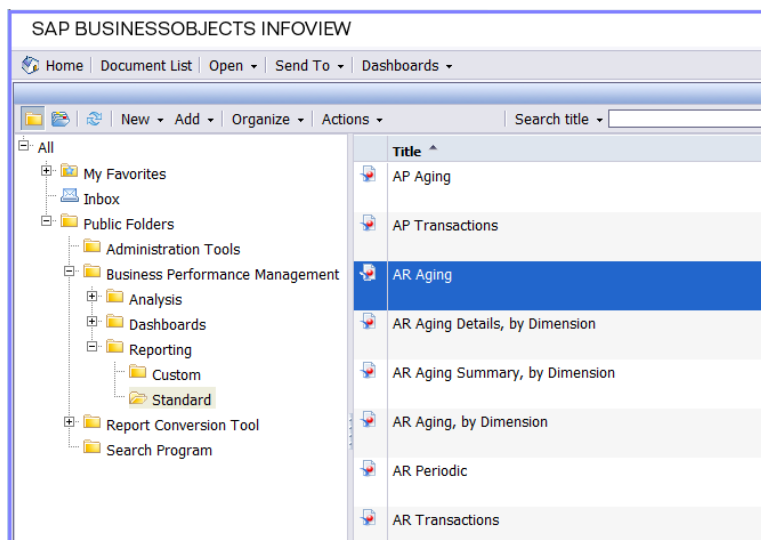 SAP BUSINESSOBJECTS INFOVIEW
Home Document List Open Send To Dashboards
New Add Organize Actions Search title
All
My Favorites
Inbox
Public Folders
Administration Tools
Business Performance Management
Analysis
Dashboards
Reporting
Custom
Standard
Report Conversion Tool
Search Program
Title
AP Aging
AP Transactions
AR Aging
AR Aging Details, by Dimension
AR Aging Summary, by Dimension
AR Aging, by Dimension
AR Periodic
AR Transactions